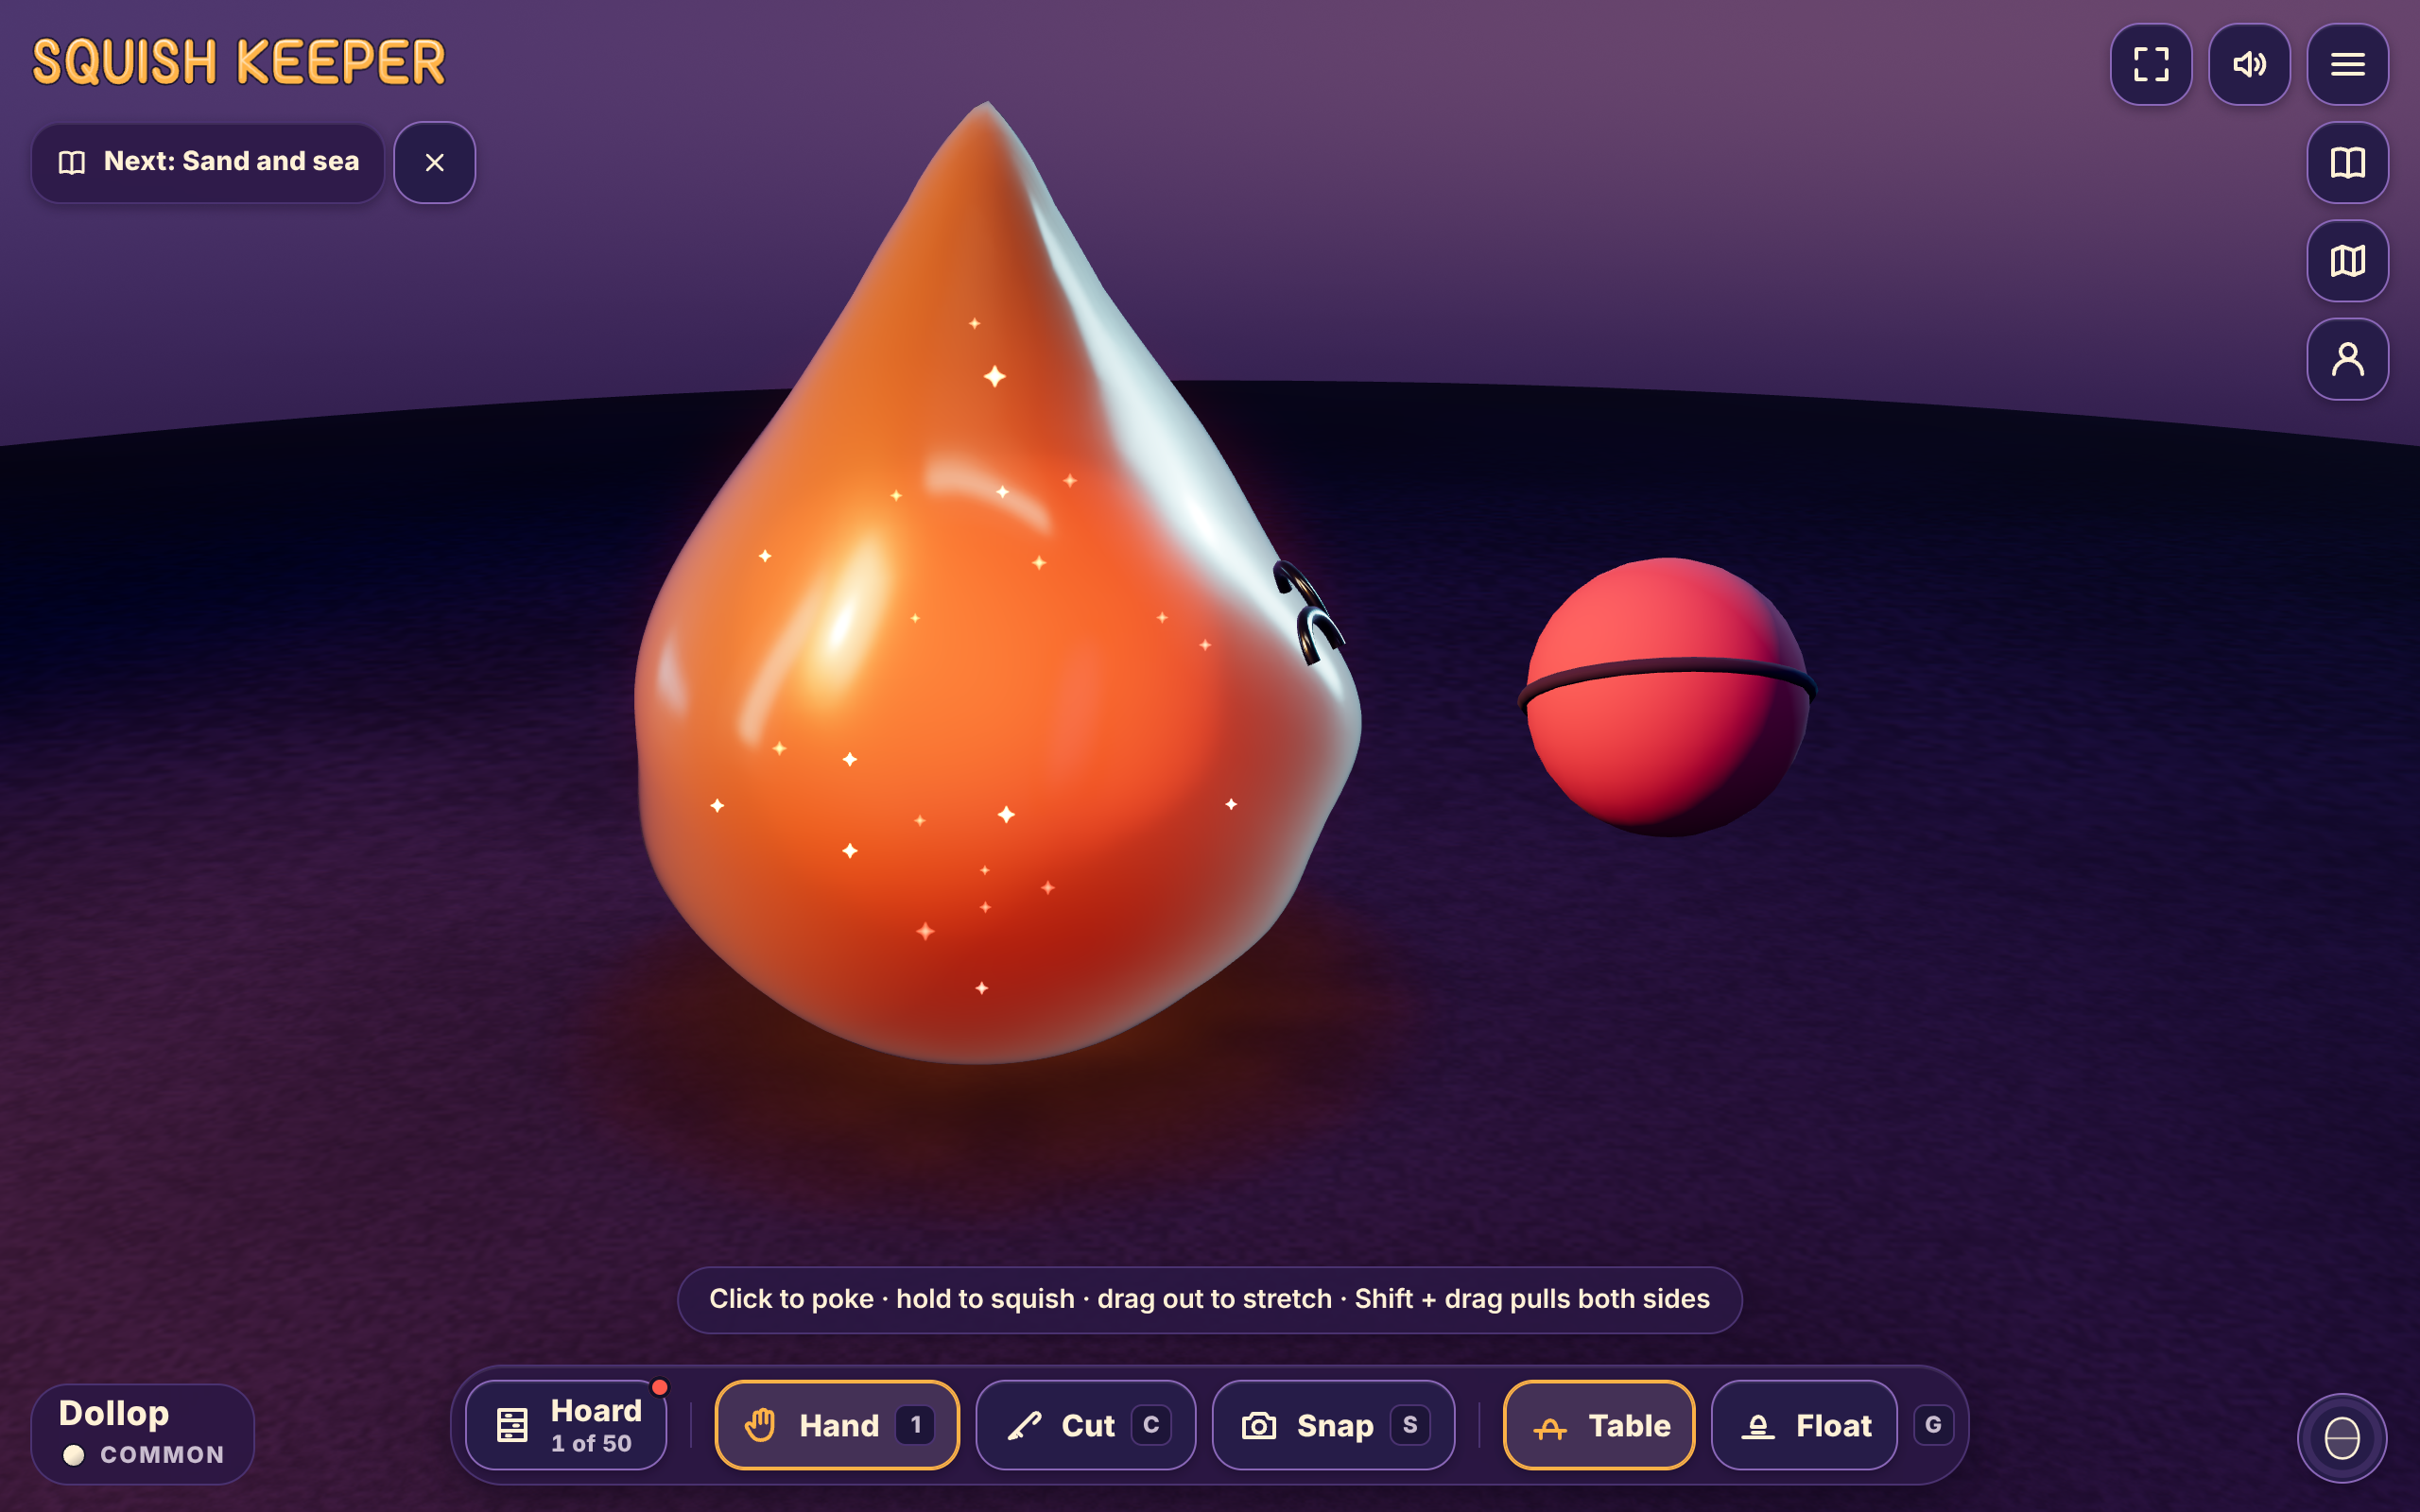 SQUISH KEEPER
Next: Sand and sea
Click to poke · hold to squish · drag out to stretch · Shift + drag pulls both sides
Dollop
COMMON
Hoard
1 of 50
Hand 1
Cut C
Snap S
Table
Float G